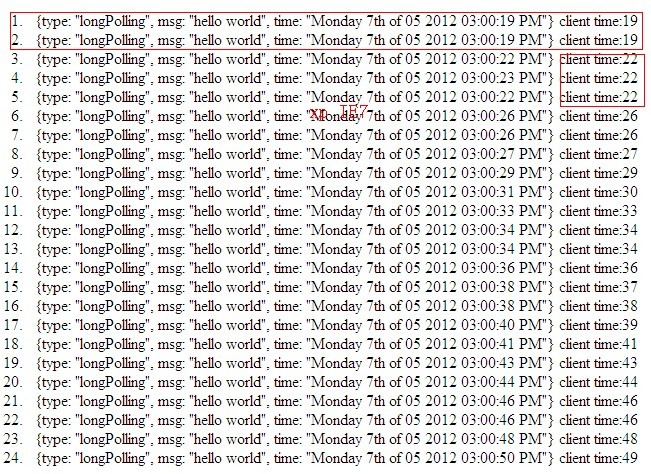 1. {type: "longPolling", msg: "hello world", time: "Monday 7th of 05 2012 03:00:19 PM"} client time:19
2. {type: "longPolling", msg: "hello world", time: "Monday 7th of 05 2012 03:00:19 PM"} client time:19
3. {type: "longPolling", msg: "hello world", time: "Monday 7th of 05 2012 03:00:22 PM"} client time:22
4. {type: "longPolling", msg: "hello world", time: "Monday 7th of 05 2012 03:00:23 PM"} client time:22
5. {type: "longPolling", msg: "hello world", time: "Monday 7th of 05 2012 03:00:22 PM"} client time:22
xp IE7
6. {type: "longPolling", msg: "hello world", time: "Monday 7th of 05 2012 03:00:26 PM"} client time:26
7. {type: "longPolling", msg: "hello world", time: "Monday 7th of 05 2012 03:00:26 PM"} client time:26
8. {type: "longPolling", msg: "hello world", time: "Monday 7th of 05 2012 03:00:27 PM"} client time:27
9. {type: "longPolling", msg: "hello world", time: "Monday 7th of 05 2012 03:00:29 PM"} client time:29
10. {type: "longPolling", msg: "hello world", time: "Monday 7th of 05 2012 03:00:31 PM"} client time:30
11. {type: "longPolling", msg: "hello world", time: "Monday 7th of 05 2012 03:00:33 PM"} client time:33
12. {type: "longPolling", msg: "hello world", time: "Monday 7th of 05 2012 03:00:34 PM"} client time:34
13. {type: "longPolling", msg: "hello world", time: "Monday 7th of 05 2012 03:00:34 PM"} client time:34
14. {type: "longPolling", msg: "hello world", time: "Monday 7th of 05 2012 03:00:36 PM"} client time:36
15. {type: "longPolling", msg: "hello world", time: "Monday 7th of 05 2012 03:00:38 PM"} client time:37
16. {type: "longPolling", msg: "hello world", time: "Monday 7th of 05 2012 03:00:38 PM"} client time:38
17. {type: "longPolling", msg: "hello world", time: "Monday 7th of 05 2012 03:00:40 PM"} client time:39
18. {type: "longPolling", msg: "hello world", time: "Monday 7th of 05 2012 03:00:41 PM"} client time:41
19. {type: "longPolling", msg: "hello world", time: "Monday 7th of 05 2012 03:00:43 PM"} client time:43
20. {type: "longPolling", msg: "hello world", time: "Monday 7th of 05 2012 03:00:44 PM"} client time:44
21. {type: "longPolling", msg: "hello world", time: "Monday 7th of 05 2012 03:00:46 PM"} client time:46
22. {type: "longPolling", msg: "hello world", time: "Monday 7th of 05 2012 03:00:46 PM"} client time:46
23. {type: "longPolling", msg: "hello world", time: "Monday 7th of 05 2012 03:00:48 PM"} client time:48
24. {type: "longPolling", msg: "hello world", time: "Monday 7th of 05 2012 03:00:50 PM"} client time:49